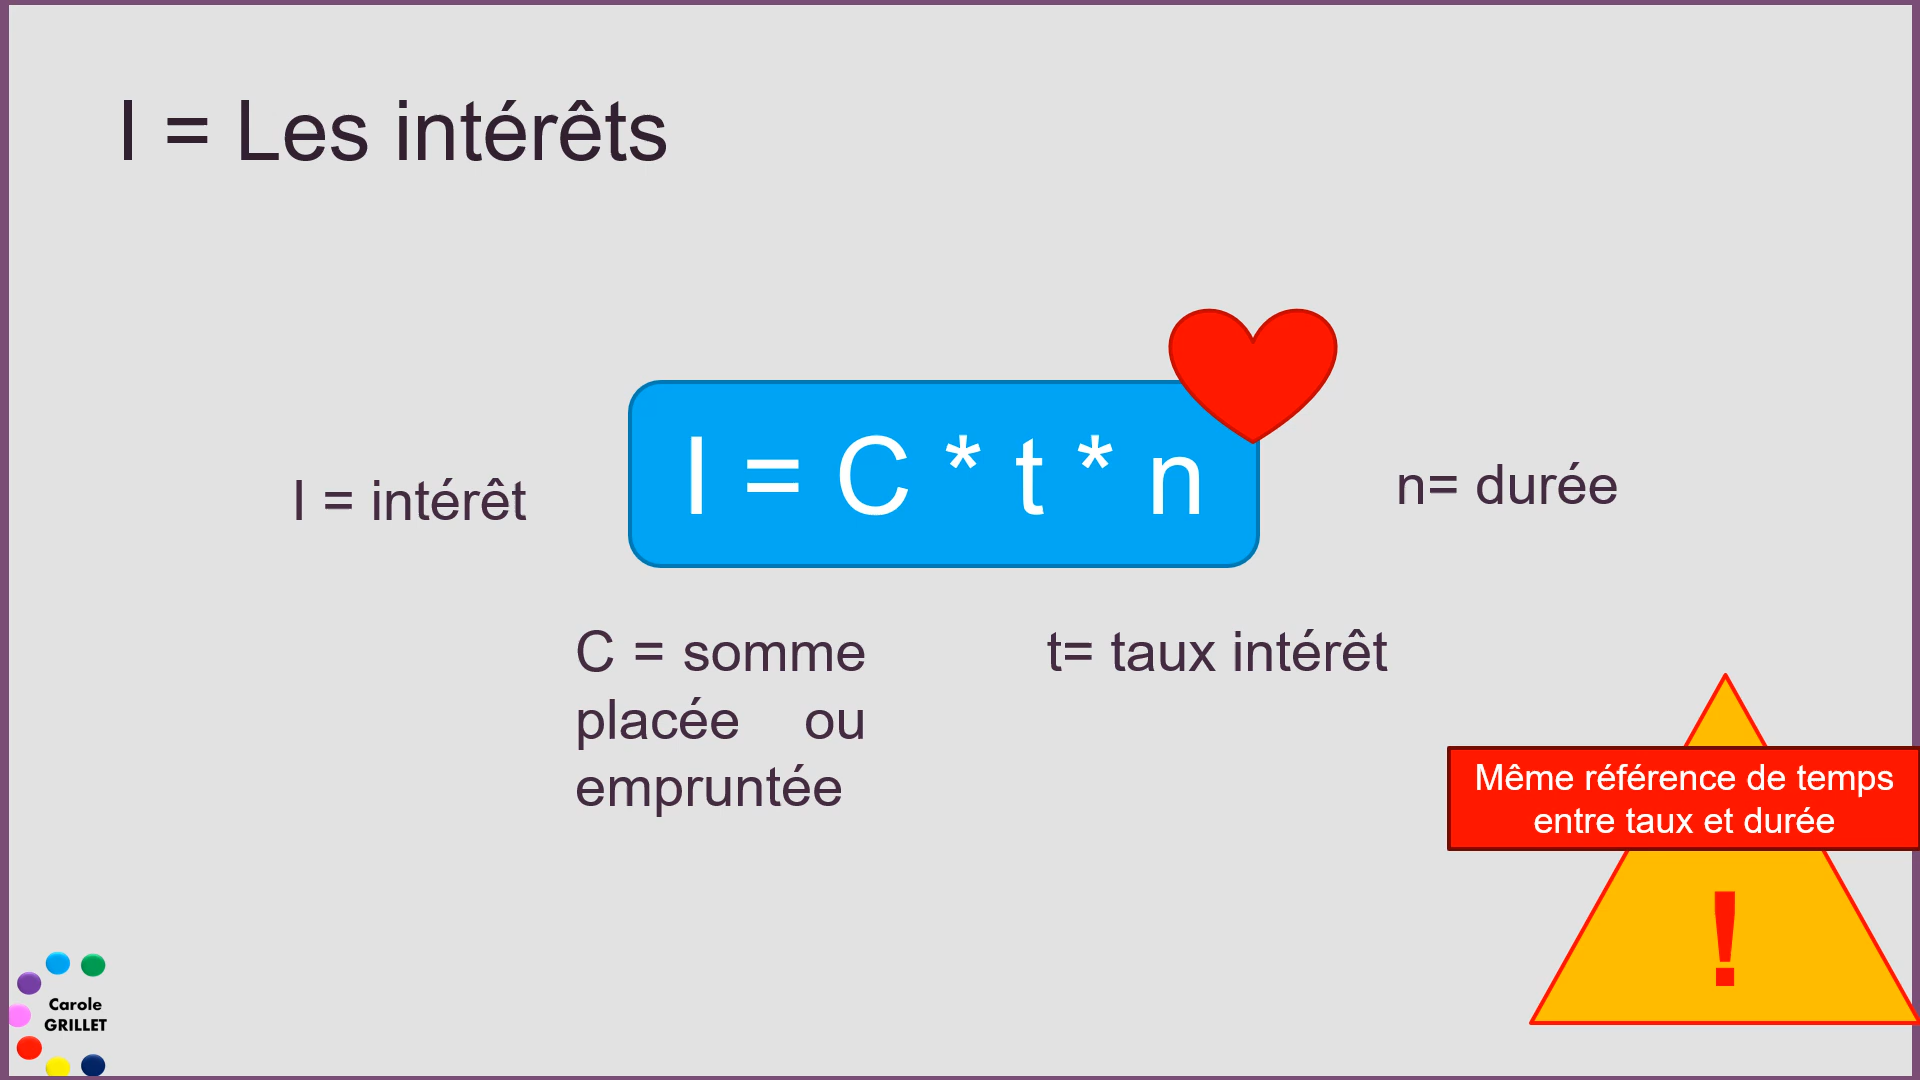 I = Les intérêts
I = C * t * n
I = intérêt
n= durée
C = somme
placée ou
empruntée
t= taux intérêt
Même référence de temps
entre taux et durée
!
Carole
GRILLET